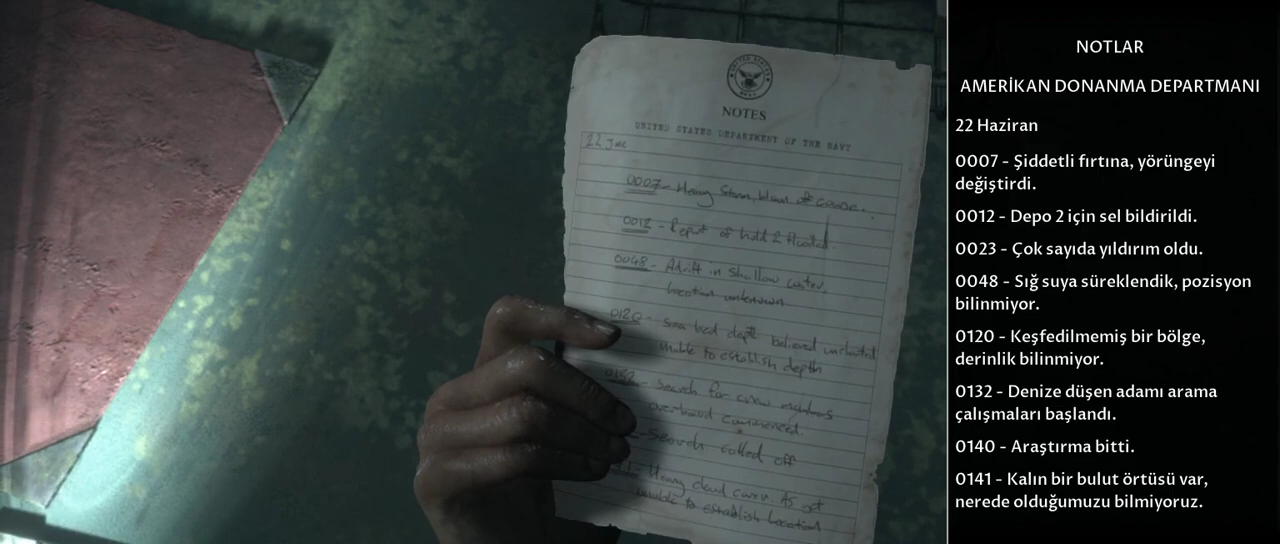 UNITED STATES
NOTES
UNITED STATES DEPARTMENT OF THE NAVY
22 June
0007 - Heavy Storm, blown off course.
0012 - Report of hold 2 flooded.
0048 - Adrift in shallow water,
location unknown
0120 - sea bed depth believed uncharted
unable to establish depth
0132 - Search for crew members
overboard commenced.
- Search called off
- Heavy cloud cover. As yet
unable to establish location
NOTLAR
AMERİKAN DONANMA DEPARTMANI
22 Haziran
0007 - Şiddetli fırtına, yörüngeyi
değiştirdi.
0012 - Depo 2 için sel bildirildi.
0023 - Çok sayıda yıldırım oldu.
0048 - Sığ suya süreklendik, pozisyon
bilinmiyor.
0120 - Keşfedilmemiş bir bölge,
derinlik bilinmiyor.
0132 - Denize düşen adamı arama
çalışmaları başlandı.
0140 - Araştırma bitti.
0141 - Kalın bir bulut örtüsü var,
nerede olduğumuzu bilmiyoruz.